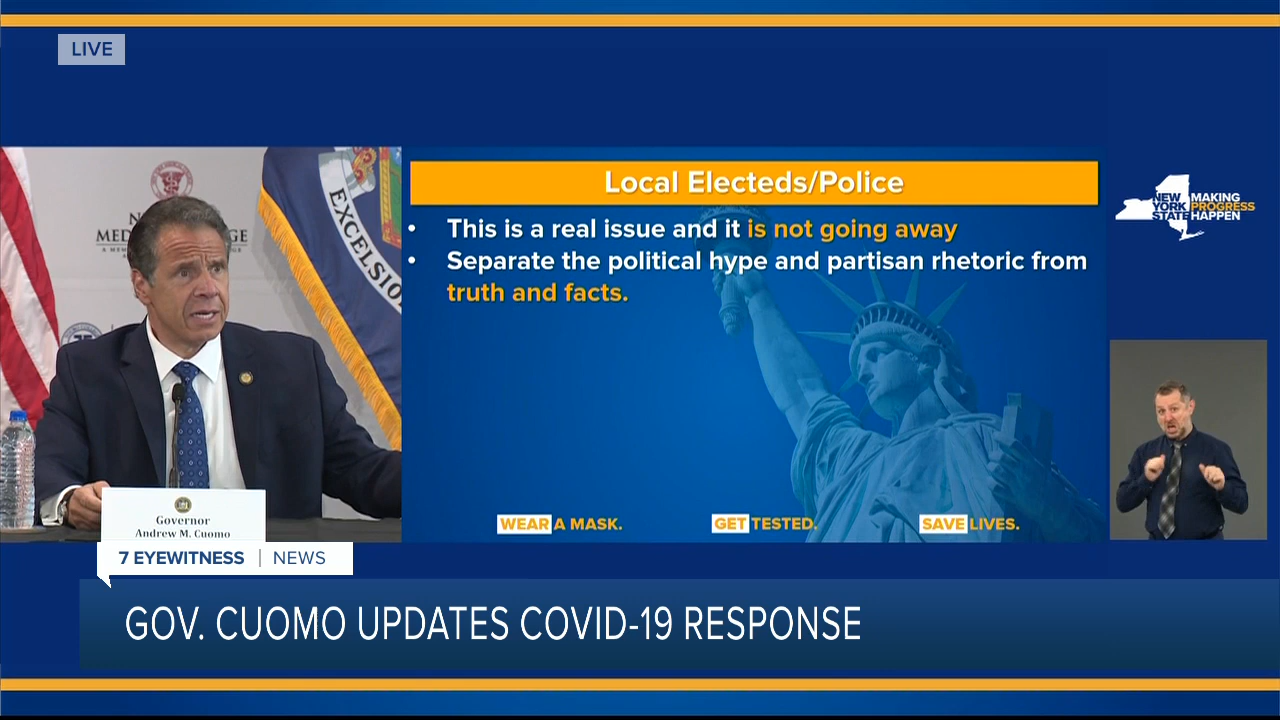 LIVE
EXCELSIO
Governor
Andrew M. Cuomo
Local Electeds/Police
• This is a real issue and it is not going away
• Separate the political hype and partisan rhetoric from
truth and facts.
WEAR A MASK.
GET TESTED.
SAVE LIVES.
NEW
YORK
STATE
MAKING
PROGRESS
HAPPEN
7 EYEWITNESS | NEWS
GOV. CUOMO UPDATES COVID-19 RESPONSE